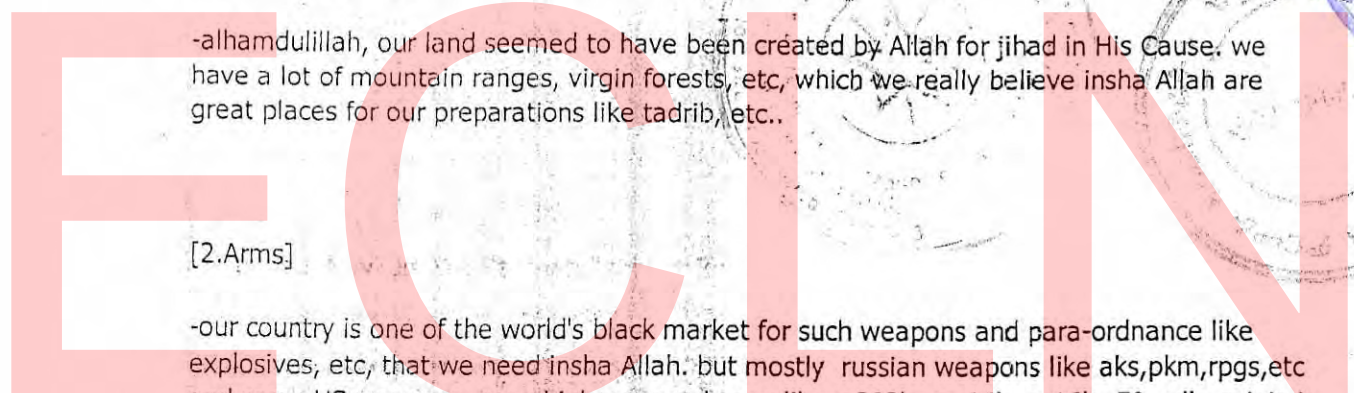 -alhamdulillah, our land seemed to have been created by Allah for jihad in His Cause. we
have a lot of mountain ranges, virgin forests, etc, which we really believe insha Allah are
great places for our preparations like tadrib, etc..
[2.Arms]
-our country is one of the world's black market for such weapons and para-ordnance like
explosives, etc, that we need insha Allah. but mostly russian weapons like aks,pkm,rpgs,etc
ECLN